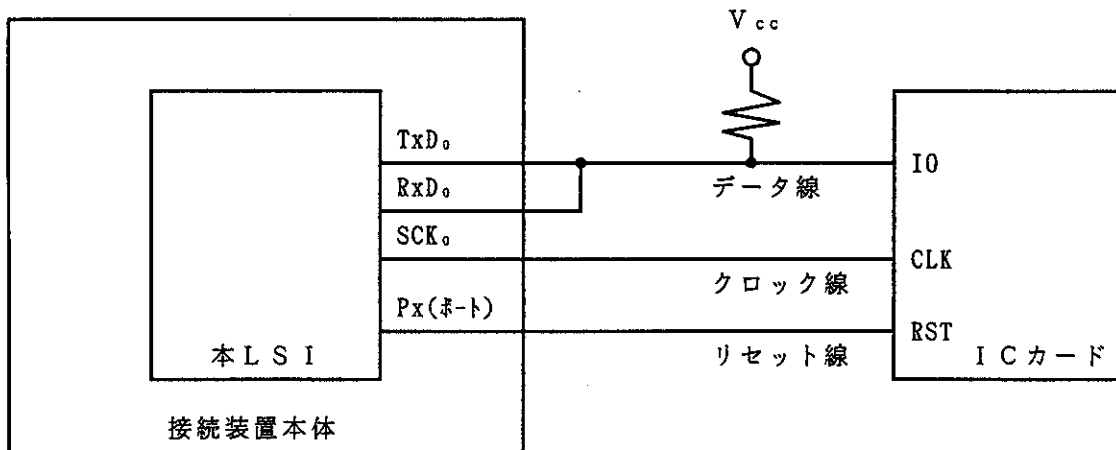 Vcc
TxD₀
RxD₀
SCK₀
Px(ポート)
本LSI
接続装置本体
データ線
クロック線
リセット線
IO
CLK
RST
ICカード